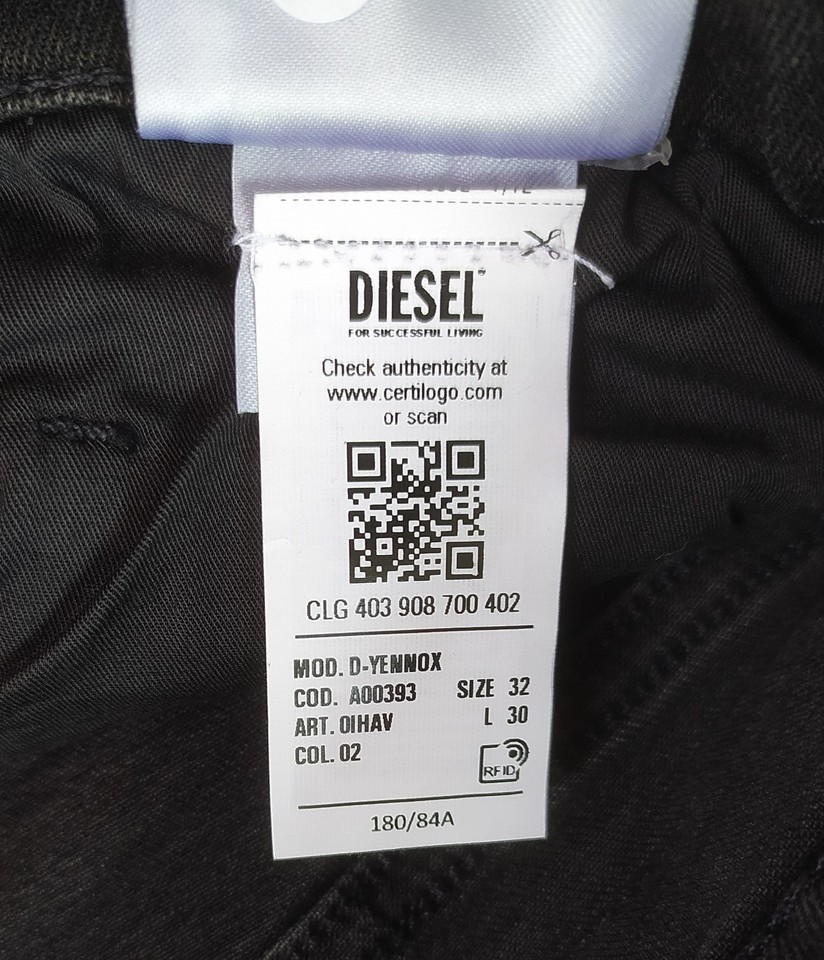 DIESEL™
FOR SUCCESSFUL LIVING
Check authenticity at
www.certilogo.com
or scan
CLG 403 908 700 402
MOD. D-YENNOX
COD. A00393 SIZE 32
ART. 0IHAV L 30
COL. 02
RFID
180/84A